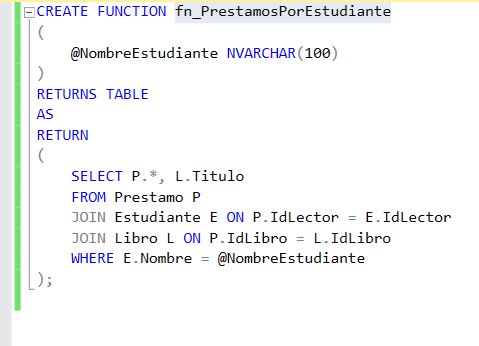 CREATE FUNCTION fn_PrestamosPorEstudiante
(
    @NombreEstudiante NVARCHAR(100)
)
RETURNS TABLE
AS
RETURN
(
    SELECT P.*, L.Titulo
    FROM Prestamo P
    JOIN Estudiante E ON P.IdLector = E.IdLector
    JOIN Libro L ON P.IdLibro = L.IdLibro
    WHERE E.Nombre = @NombreEstudiante
);